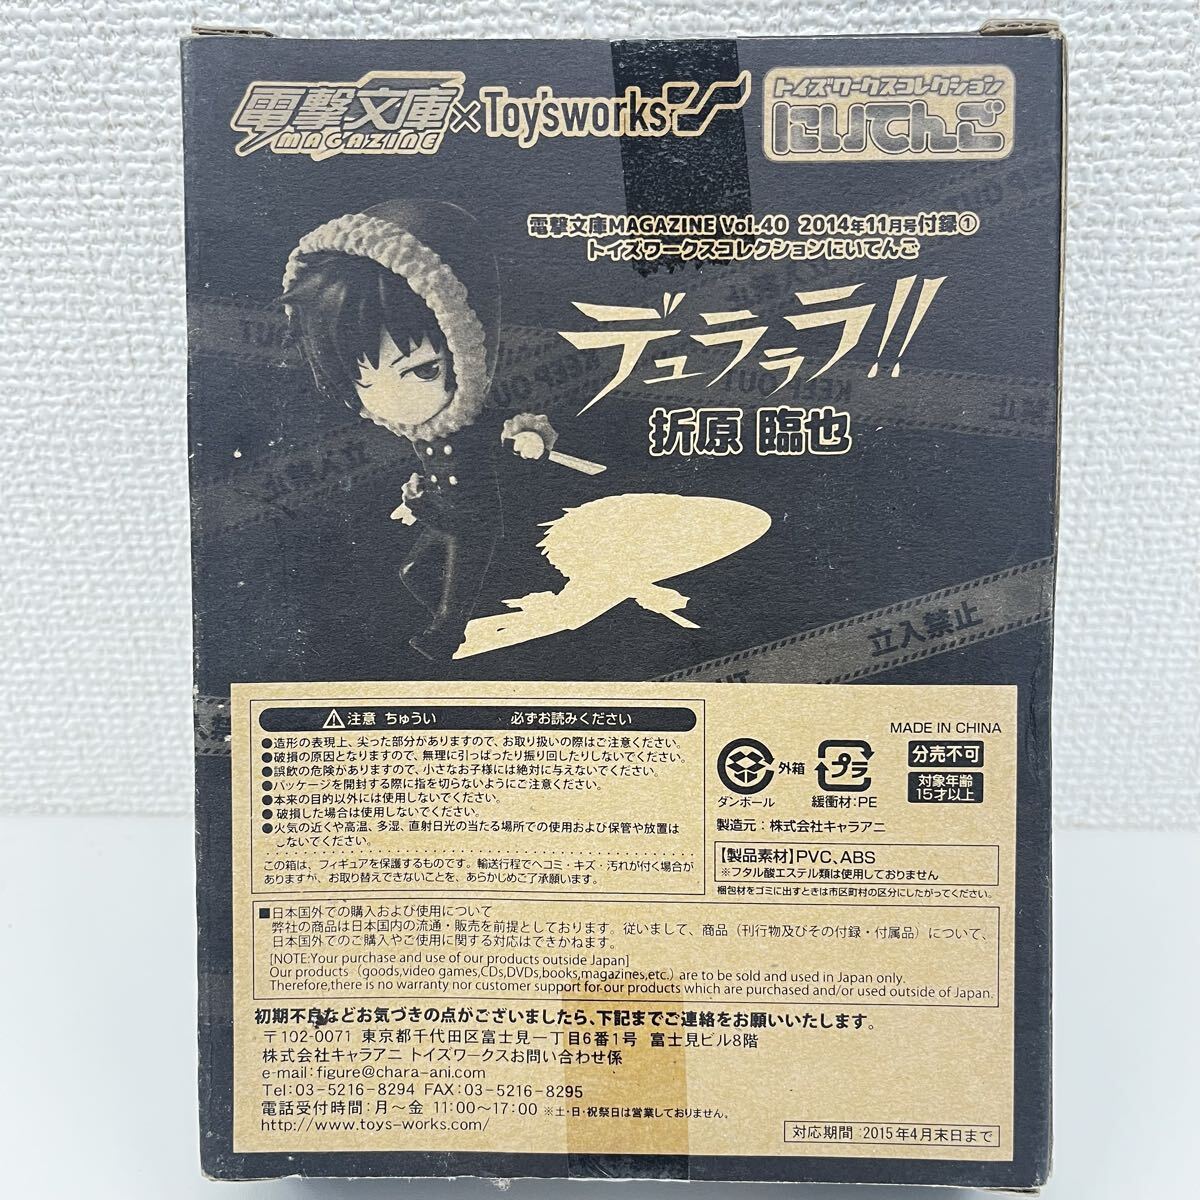 電撃文庫 MAGAZINE × Toy'sworks
トイズワークスコレクション
にいてんご
電撃文庫MAGAZINE Vol.40 2014年11月号付録①
トイズワークスコレクションにいてんご
デュラララ!!
折原 臨也
KEEP OUT
立入禁止
⚠注意 ちゅうい 必ずお読みください
●造形の表現上、尖った部分がありますので、お取り扱いの際はご注意ください。
●破損の原因となりますので、無理に引っぱったり振り回したりしないでください。
●誤飲の危険がありますので、小さなお子様には絶対に与えないでください。
●パッケージを開封する際に指を切らないようにご注意ください。
●本来の目的以外には使用しないでください。
●破損した場合は使用しないでください。
●火気の近くや高温、多湿、直射日光の当たる場所での使用および保管や放置は
しないでください。
この箱は、フィギュアを保護するものです。輸送行程でヘコミ・キズ・汚れが付く場合が
ありますが、お取り替えできないことを、あらかじめご了承願います。
MADE IN CHINA
外箱
ダンボール
プラ
緩衝材:PE
分売不可
対象年齢
15才以上
製造元:株式会社キャラアニ
【製品素材】PVC、ABS
※フタル酸エステル類は使用しておりません
梱包材をゴミに出すときは市区町村の区分にしたがってください。
■日本国外での購入および使用について
弊社の商品は日本国内の流通・販売を前提としております。従いまして、商品（刊行物及びその付録・付属品）について、
日本国外でのご購入やご使用に関する対応はできかねます。
[NOTE:Your purchase and use of our products outside Japan]
Our products（goods,video games,CDs,DVDs,books,magazines,etc.）are to be sold and used in Japan only.
Therefore,there is no warranty nor customer support for our products which are purchased and/or used outside of Japan.
初期不良などお気づきの点がございましたら、下記までご連絡をお願いいたします。
〒102-0071 東京都千代田区富士見一丁目6番1号 富士見ビル8階
株式会社キャラアニ トイズワークスお問い合わせ係
e-mail:figure@chara-ani.com
Tel:03-5216-8294 FAX:03-5216-8295
電話受付時間:月～金 11:00～17:00 ※土・日・祝祭日は営業しておりません。
http://www.toys-works.com/
対応期間:2015年4月末日まで